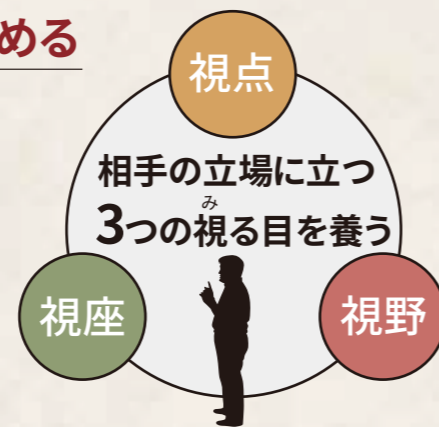 める
視点
相手の立場に立つ
み
3つの視る目を養う
視座
視野